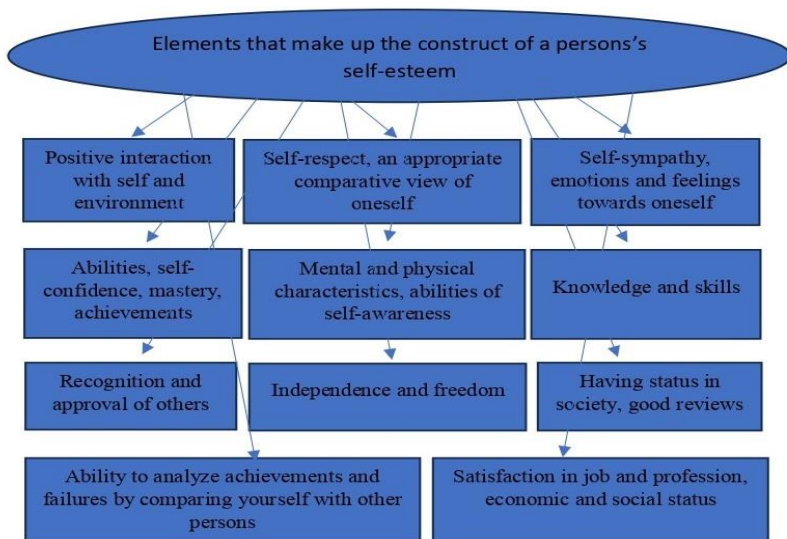 Elements that make up the construct of a persons's
self-esteem
Positive interaction
with self and
environment
Self-respect, an appropriate
comparative view of
oneself
Self-sympathy,
emotions and feelings
towards oneself
Abilities, self-
confidence, mastery,
achievements
Mental and physical
characteristics, abilities of
self-awareness
Knowledge and skills
Recognition and
approval of others
Independence and freedom
Having status in
society, good reviews
Ability to analyze achievements and
failures by comparing yourself with other
persons
Satisfaction in job and profession,
economic and social status